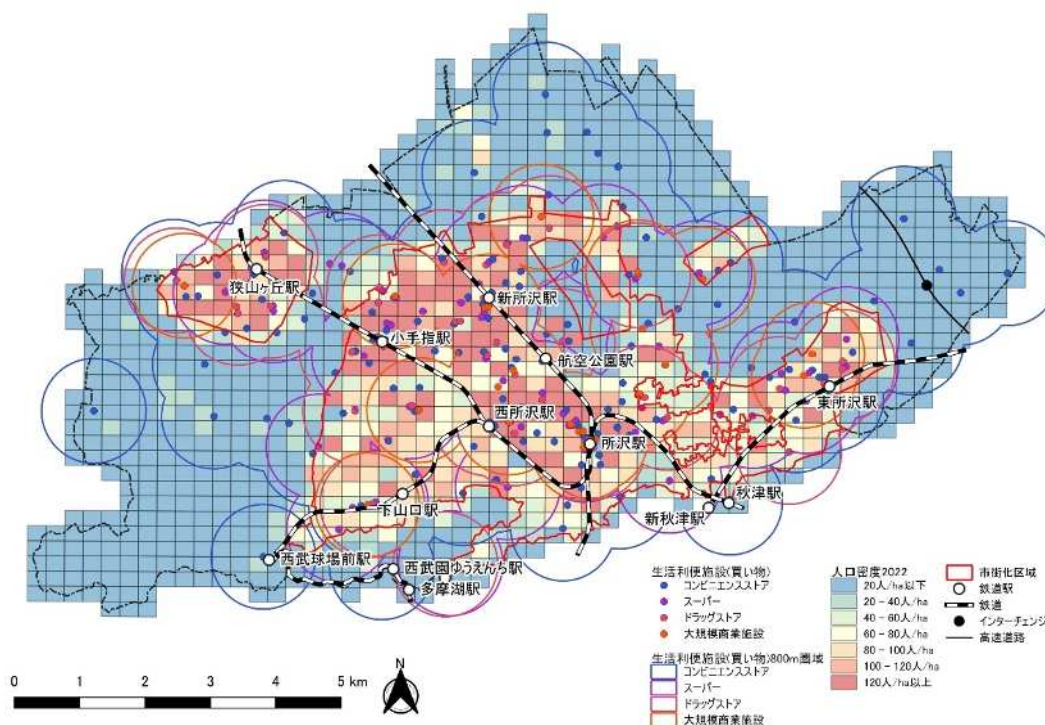 狭山ヶ丘駅
新所沢駅
小手指駅
航空公園駅
東所沢駅
西所沢駅
所沢駅
秋津駅
下山口駅
新秋津駅
西武球場前駅
西武園ゆうえんち駅
多摩湖駅
生活利便施設(買い物)
コンビニエンスストア
スーパー
ドラッグストア
大規模商業施設
生活利便施設(買い物)800m圏域
コンビニエンスストア
スーパー
ドラッグストア
大規模商業施設
人口密度2022
20人/ha以下
20 - 40人/ha
40 - 60人/ha
60 - 80人/ha
80 - 100人/ha
100 - 120人/ha
120人/ha以上
市街化区域
鉄道駅
鉄道
インターチェンジ
高速道路
0 1 2 3 4 5 km
N